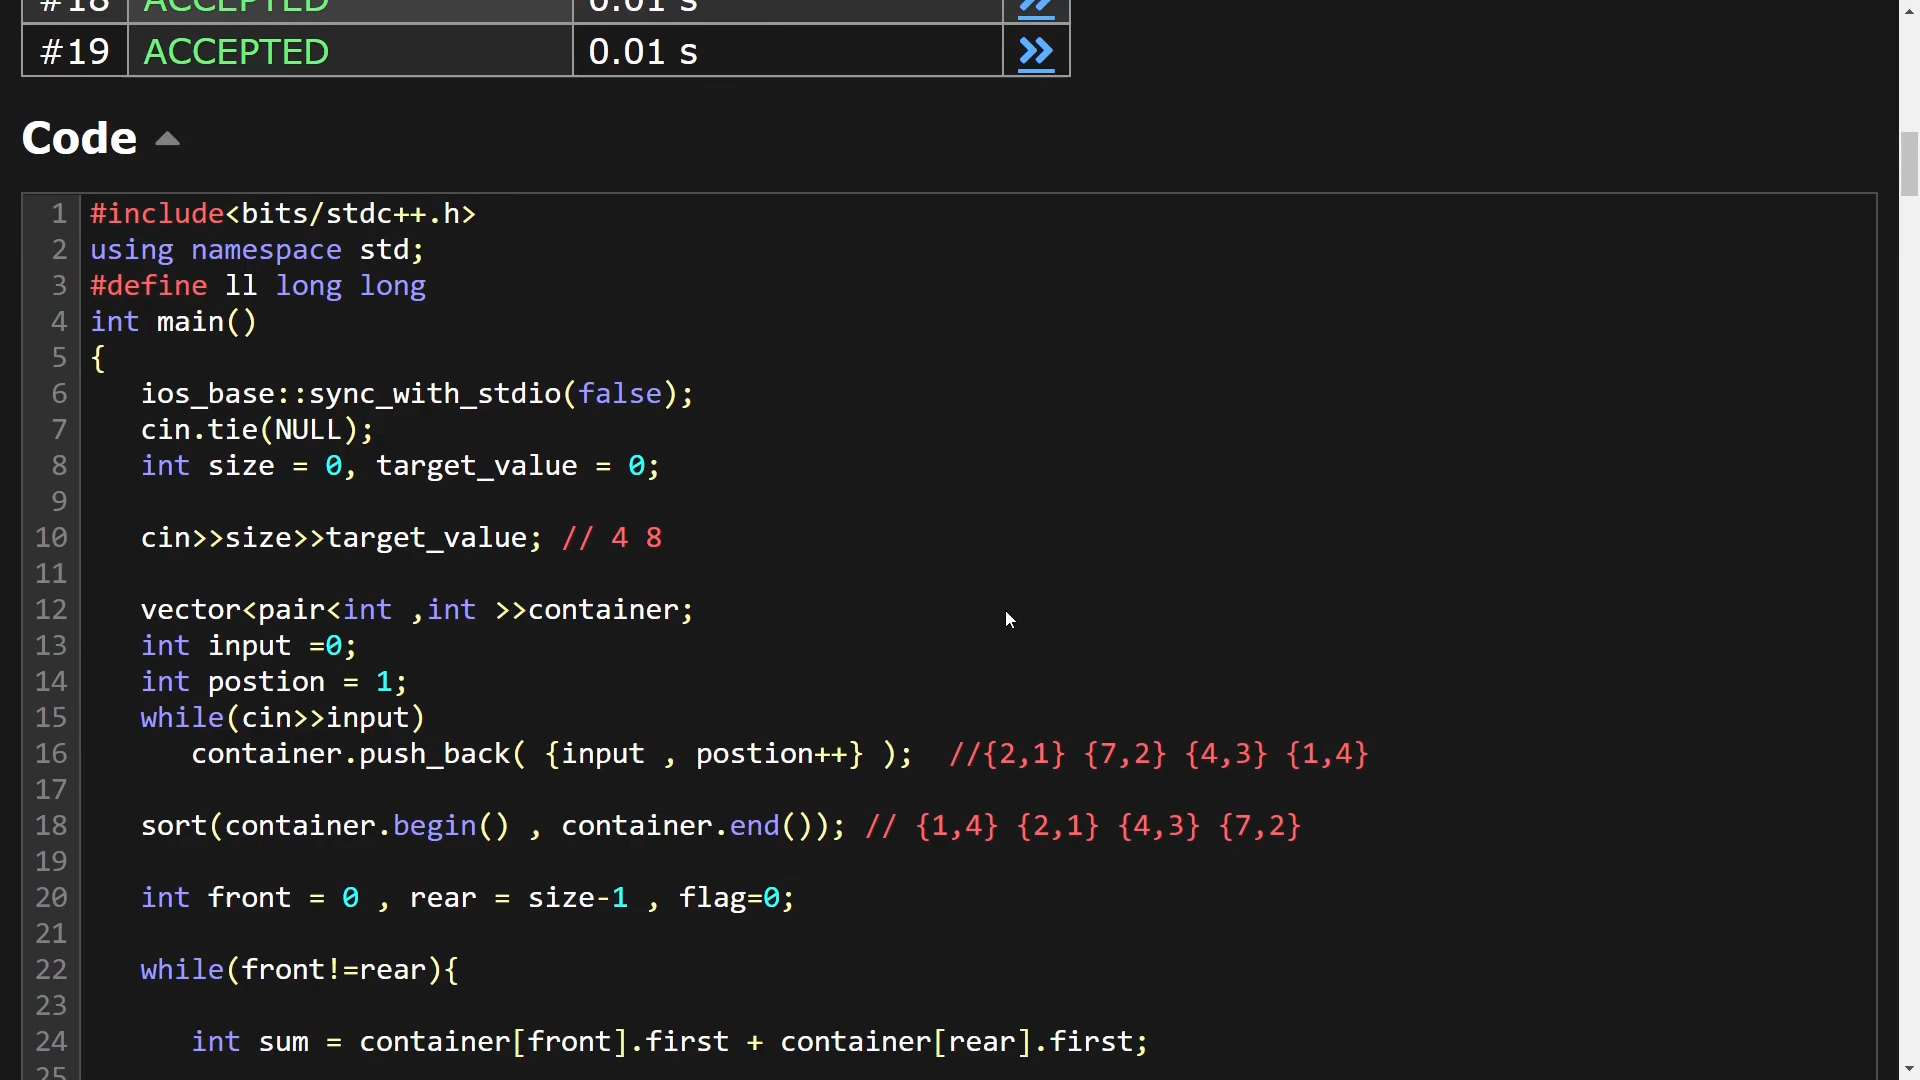 #18 ACCEPTED 0.01 s >>
#19 ACCEPTED 0.01 s >>
Code
1 #include<bits/stdc++.h>
2 using namespace std;
3 #define ll long long
4 int main()
5 {
6 ios_base::sync_with_stdio(false);
7 cin.tie(NULL);
8 int size = 0, target_value = 0;
9
10 cin>>size>>target_value; // 4 8
11
12 vector<pair<int ,int >>container;
13 int input =0;
14 int postion = 1;
15 while(cin>>input)
16 container.push_back( {input , postion++} ); //{2,1} {7,2} {4,3} {1,4}
17
18 sort(container.begin() , container.end()); // {1,4} {2,1} {4,3} {7,2}
19
20 int front = 0 , rear = size-1 , flag=0;
21
22 while(front!=rear){
23
24 int sum = container[front].first + container[rear].first;
25